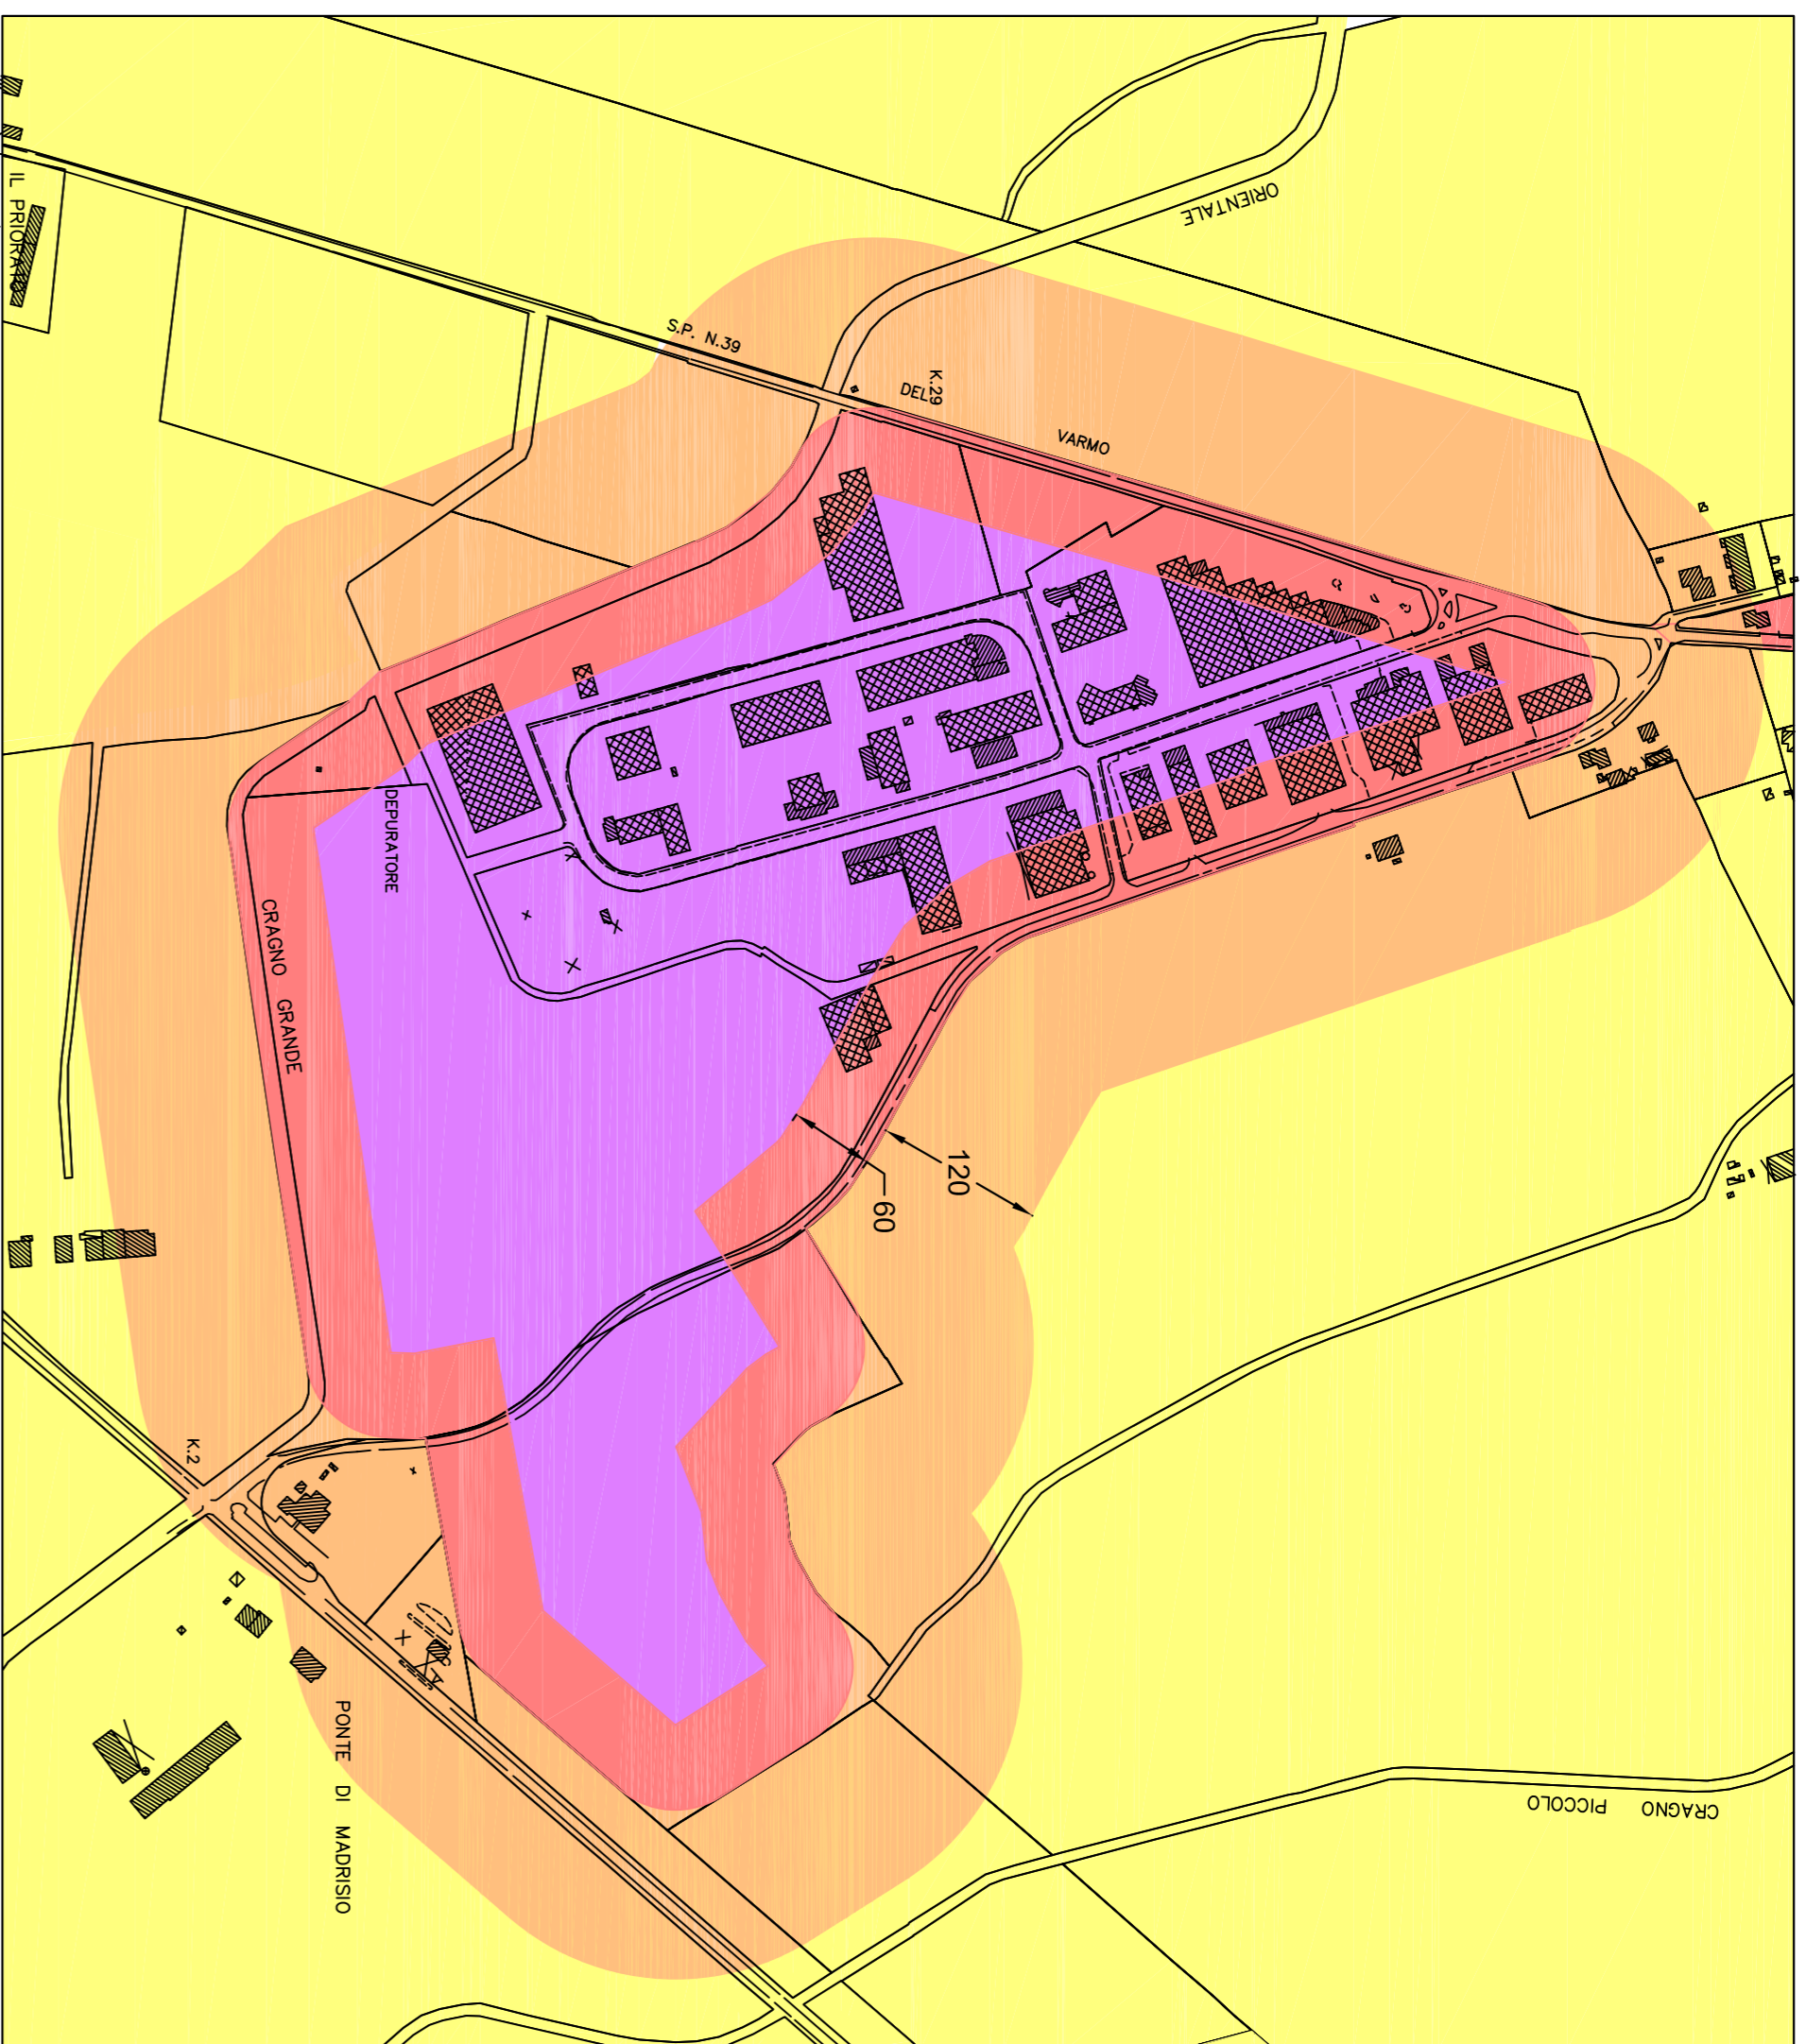 ORIENTALE
IL PRIORATO
S.P. N.39
DEL
K.29
VARMO
DEPURATORE
CRAGNO GRANDE
120
60
K.2
PONTE DI MADRISIO
CRAGNO PICCOLO